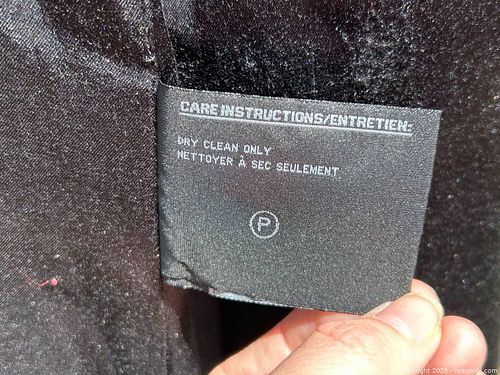 CARE INSTRUCTIONS/ENTRETIEN:
DRY CLEAN ONLY
NETTOYER À SEC SEULEMENT
P